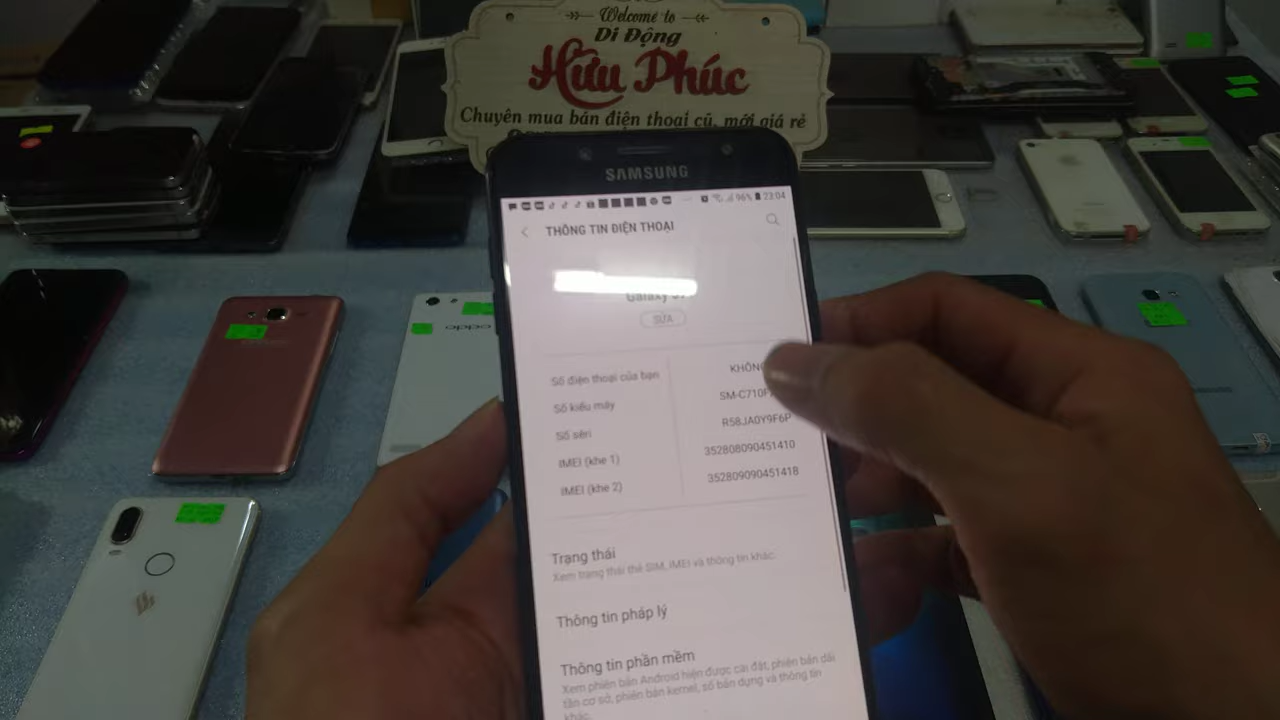 Welcome to
Di Động
Hữu Phúc
Chuyên mua bán điện thoại cũ, mới giá rẻ
SAMSUNG
96% 23:04
THÔNG TIN ĐIỆN THOẠI
Galaxy
SỬA
Số điện thoại của bạn KHÔNG
Số kiểu máy SM-C710F
Số sêri R58JA0Y9F6P
IMEI (khe 1) 352808090451410
IMEI (khe 2) 352809090451418
Trạng thái
Xem trạng thái thẻ SIM, IMEI và thông tin khác.
Thông tin pháp lý
Thông tin phần mềm
Xem phiên bản Android hiện được cài đặt, phiên bản dải
tần cơ sở, phiên bản kernel, số bản dựng và thông tin
khác.
oppo